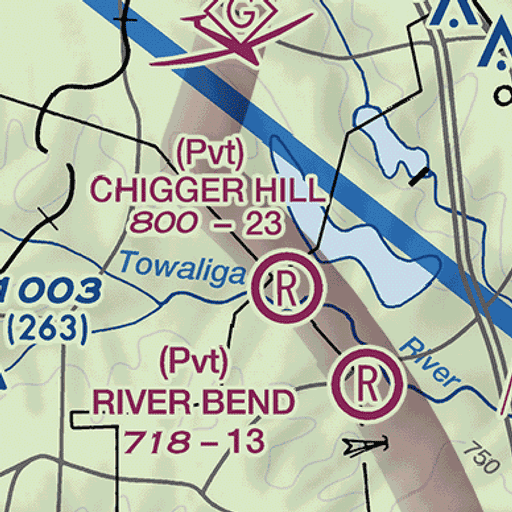 G
(Pvt)
CHIGGER HILL
800 - 23
Towaliga
R
1003
(263)
(Pvt)
RIVER-BEND
718 - 13
R
River
750